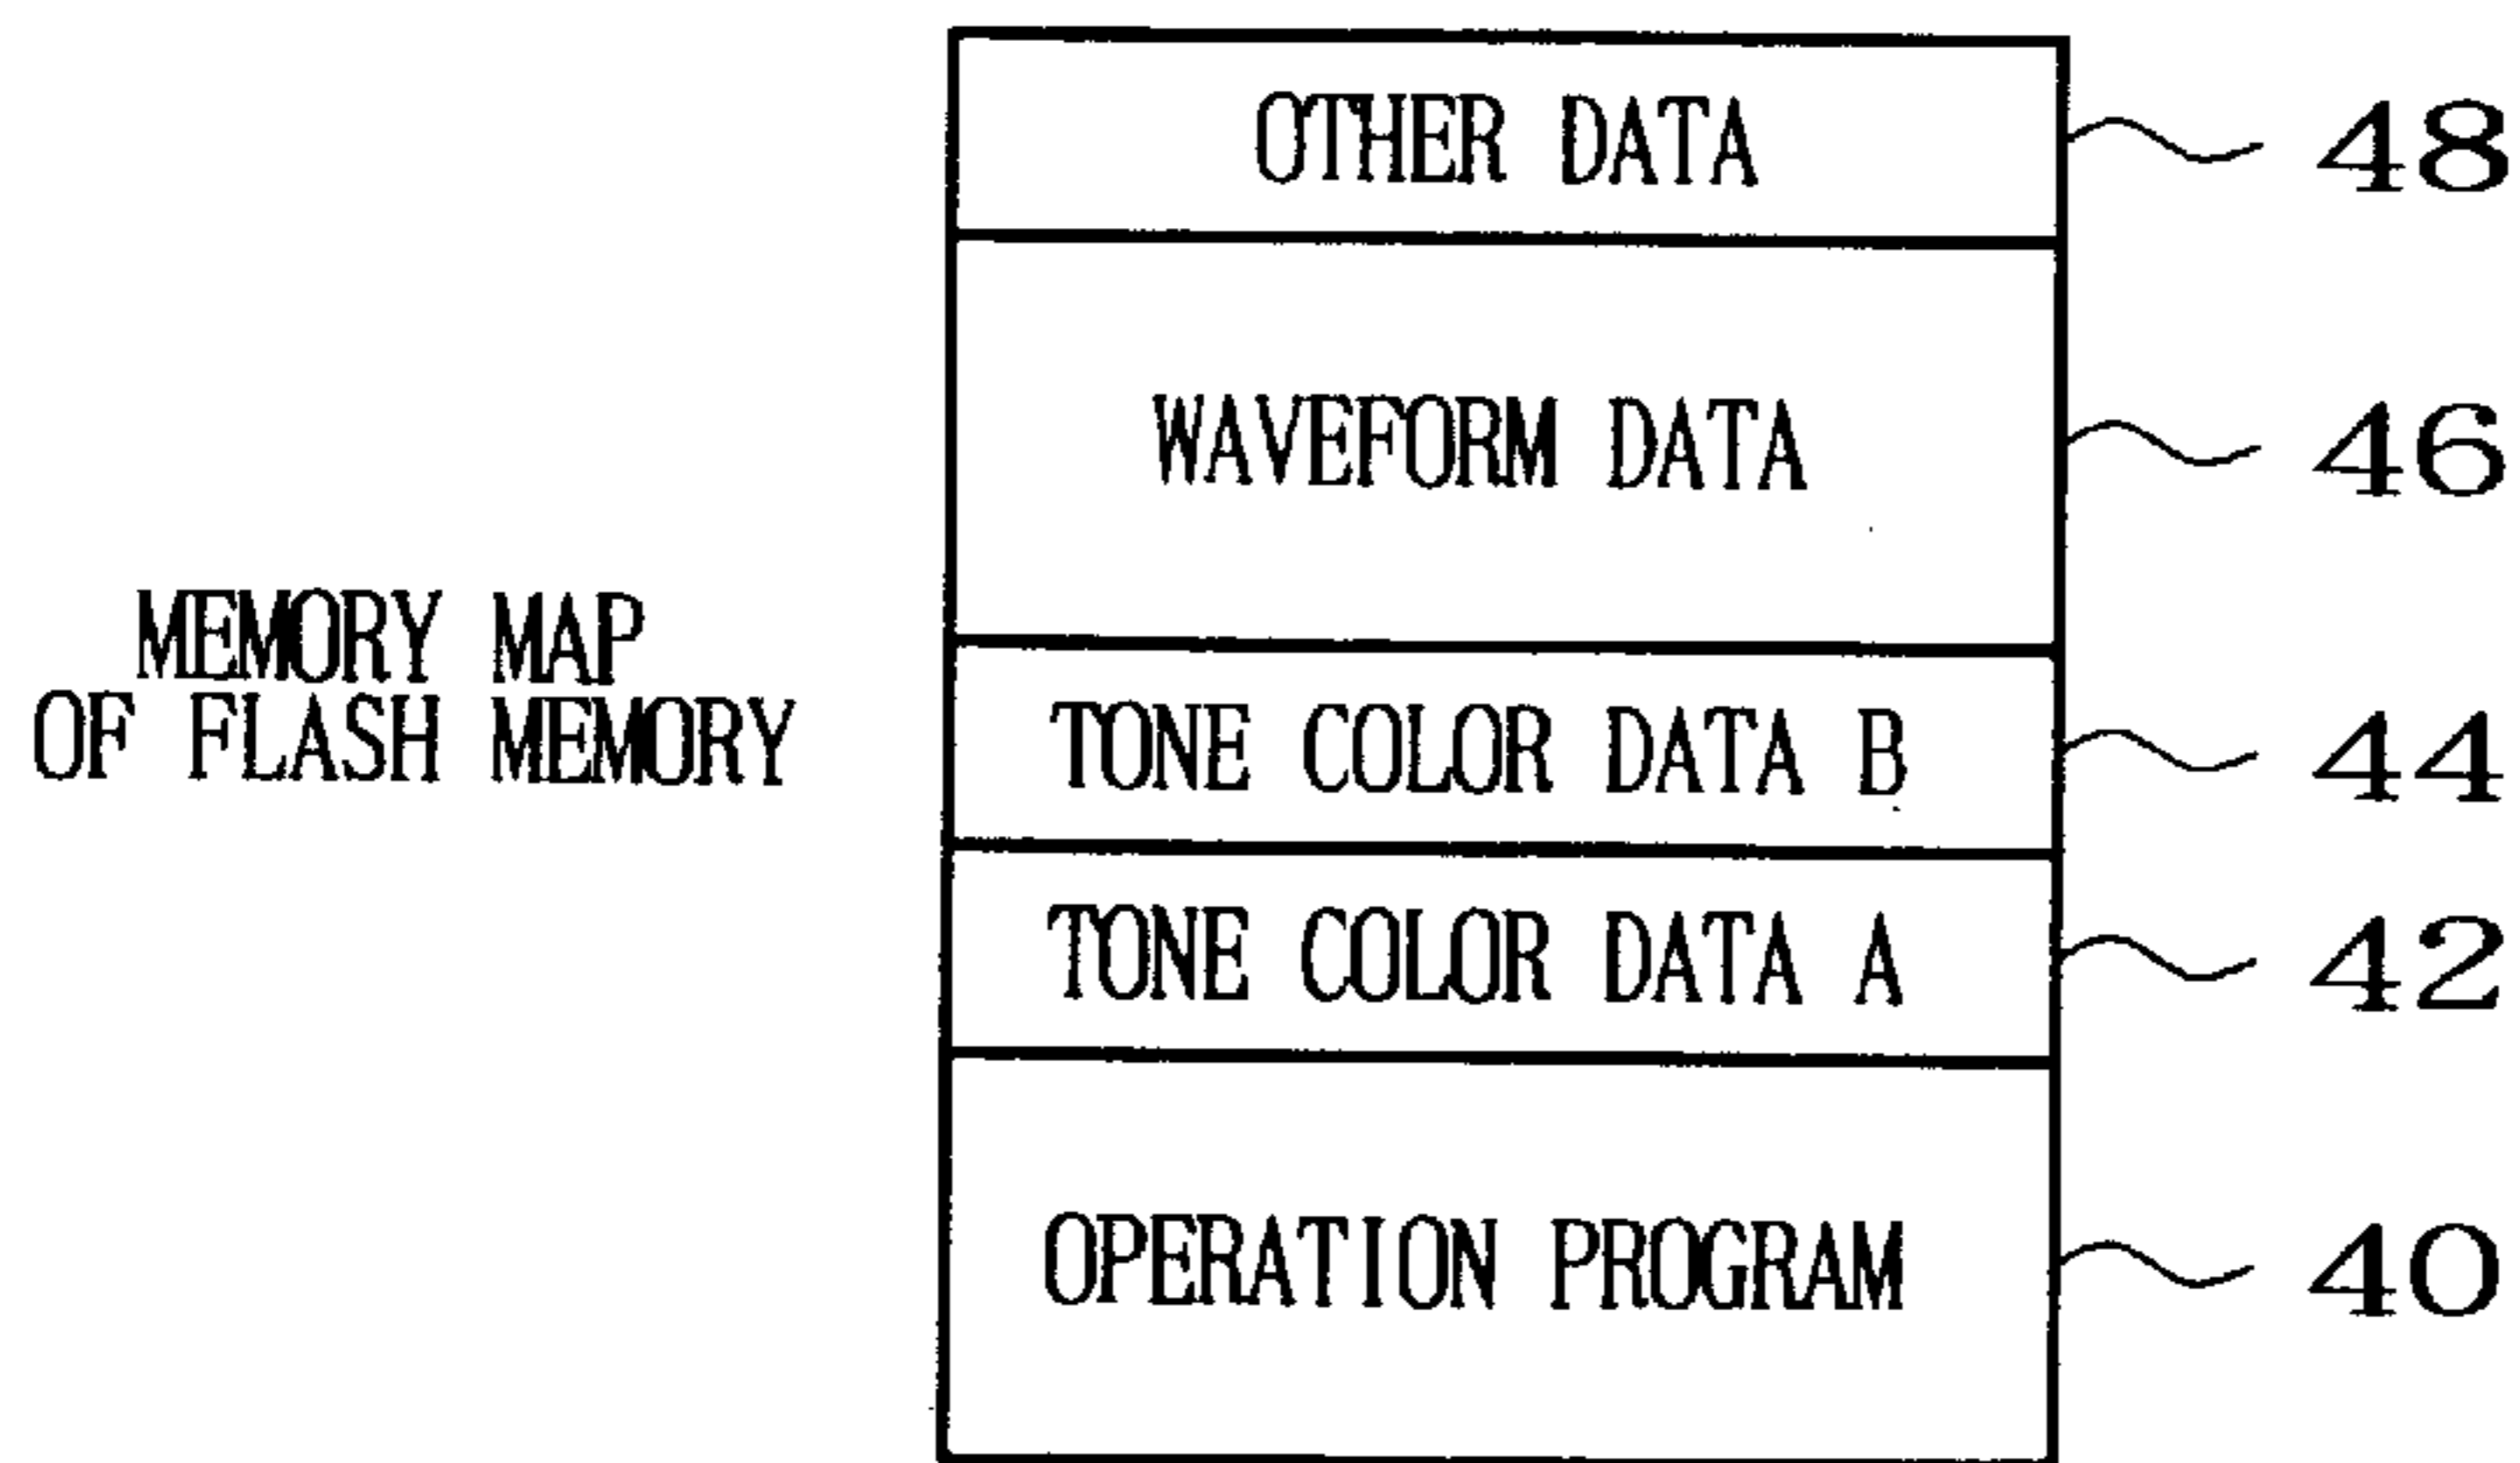 OTHER DATA 48
WAVEFORM DATA 46
MEMORY MAP
OF FLASH MEMORY
TONE COLOR DATA B 44
TONE COLOR DATA A 42
OPERATION PROGRAM 40